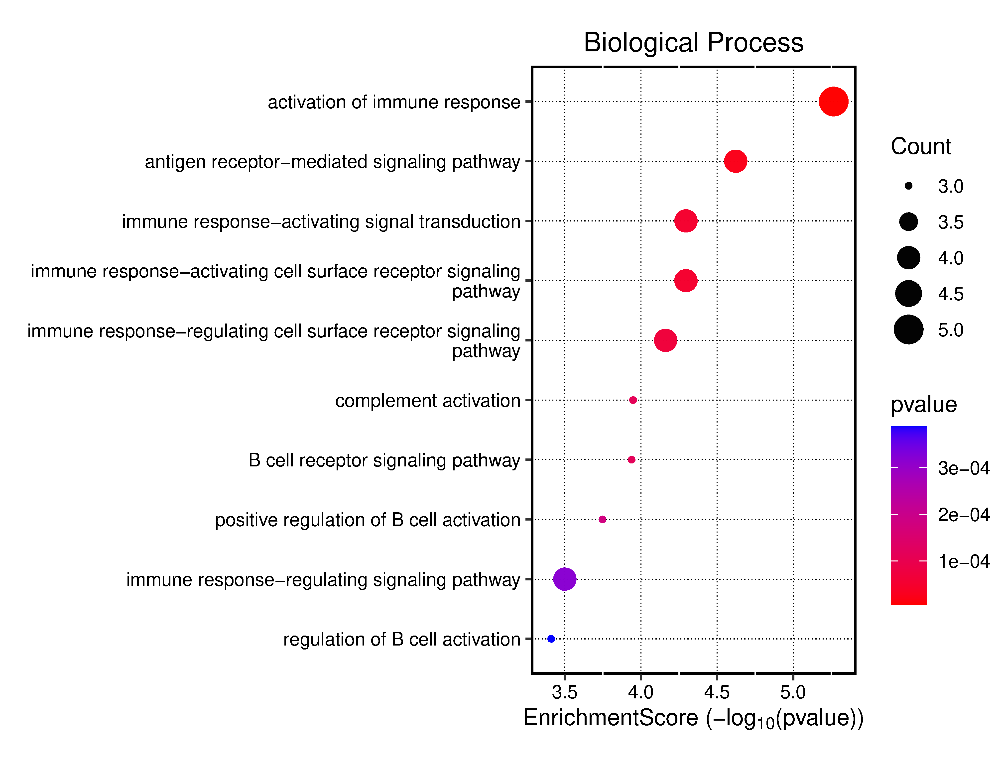 Biological Process
activation of immune response
antigen receptor−mediated signaling pathway
immune response−activating signal transduction
immune response−activating cell surface receptor signaling
pathway
immune response−regulating cell surface receptor signaling
pathway
complement activation
B cell receptor signaling pathway
positive regulation of B cell activation
immune response−regulating signaling pathway
regulation of B cell activation
3.5 4.0 4.5 5.0
EnrichmentScore (−log₁₀(pvalue))
Count
3.0
3.5
4.0
4.5
5.0
pvalue
3e−04
2e−04
1e−04